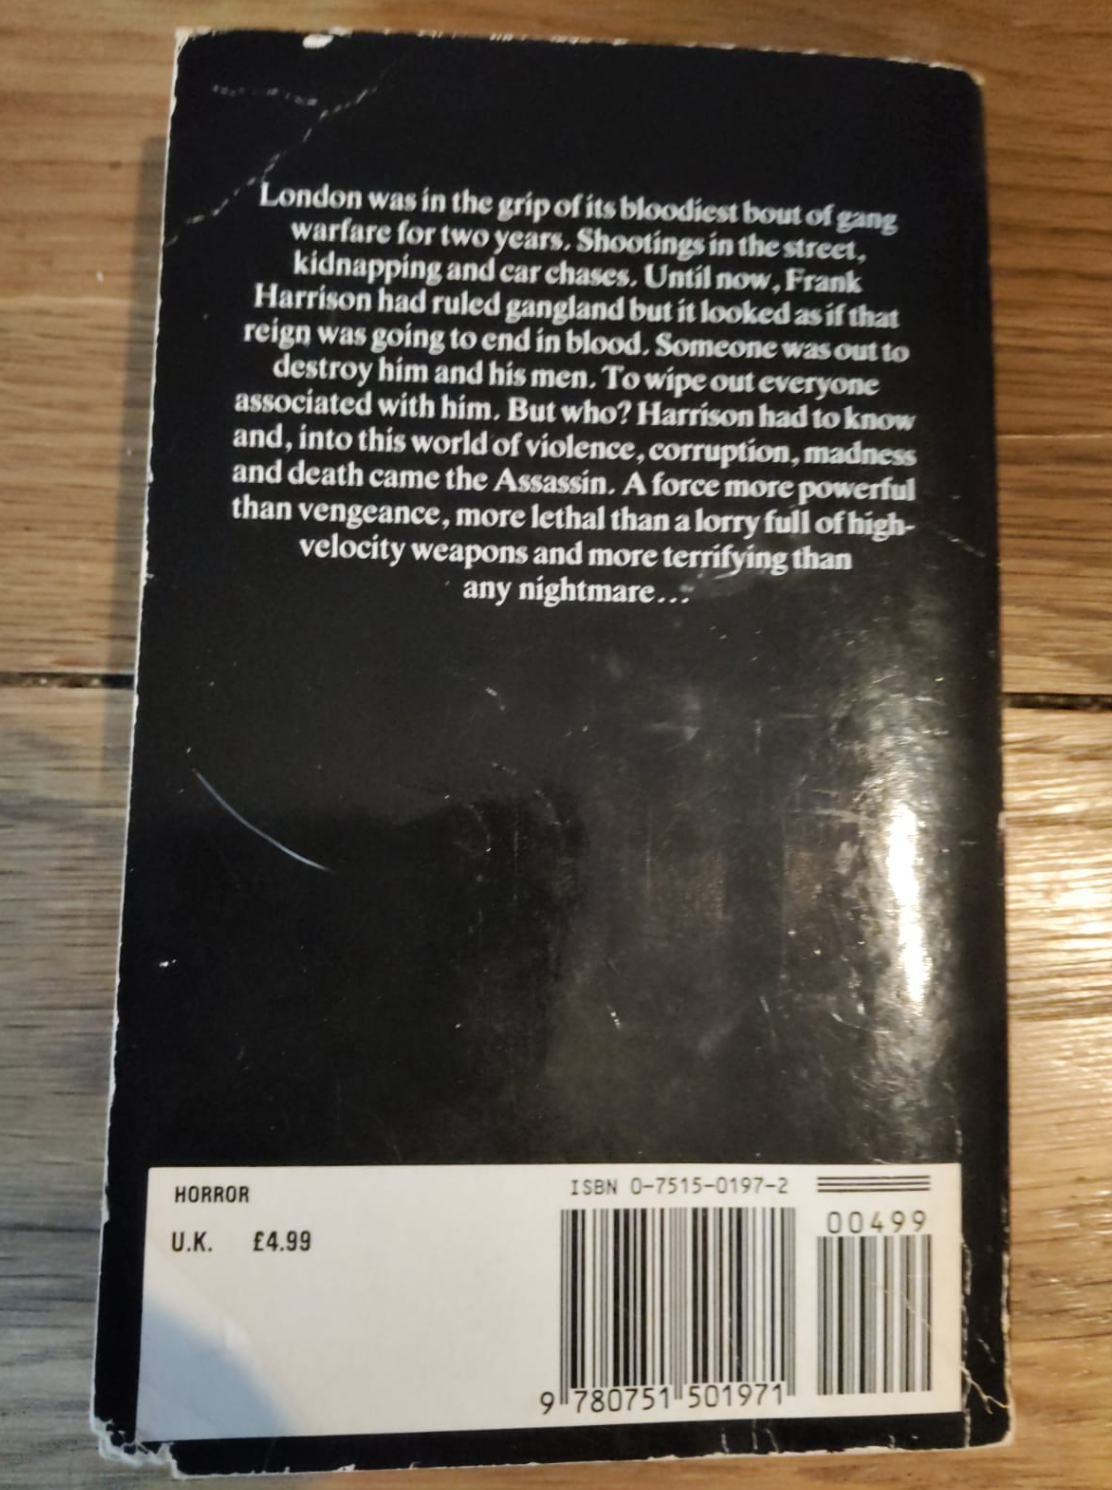 London was in the grip of its bloodiest bout of gang
warfare for two years. Shootings in the street,
kidnapping and car chases. Until now, Frank
Harrison had ruled gangland but it looked as if that
reign was going to end in blood. Someone was out to
destroy him and his men. To wipe out everyone
associated with him. But who? Harrison had to know
and, into this world of violence, corruption, madness
and death came the Assassin. A force more powerful
than vengeance, more lethal than a lorry full of high-
velocity weapons and more terrifying than
any nightmare...
HORROR
U.K. £4.99
ISBN 0-7515-0197-2
00499
9 780751 501971